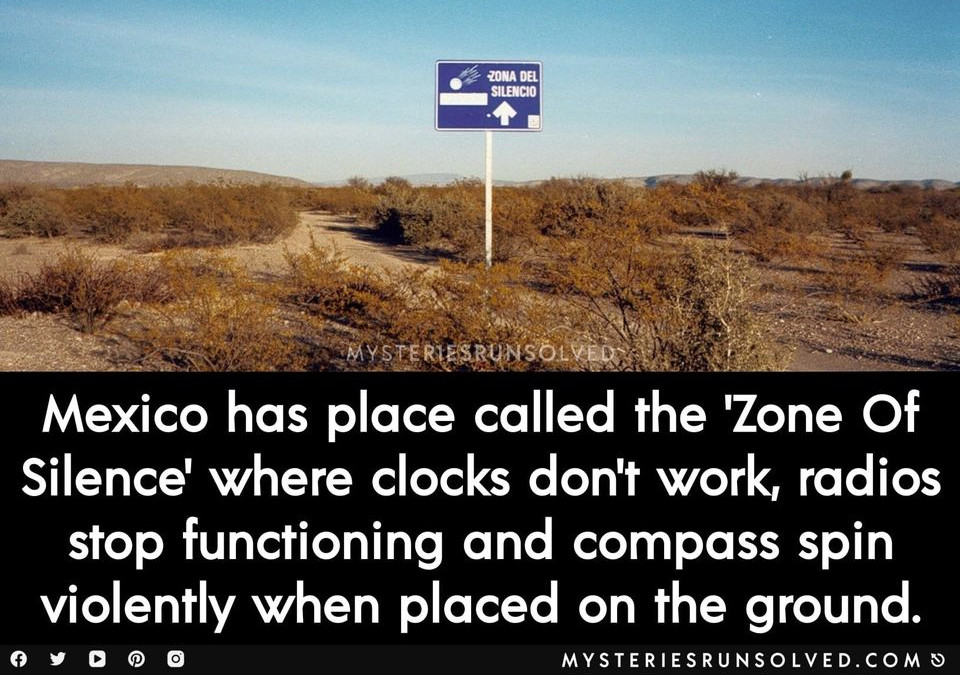 ZONA DEL
SILENCIO
MYSTERIESRUNSOLVED
Mexico has place called the 'Zone Of
Silence' where clocks don't work, radios
stop functioning and compass spin
violently when placed on the ground.
MYSTERIESRUNSOLVED.COM